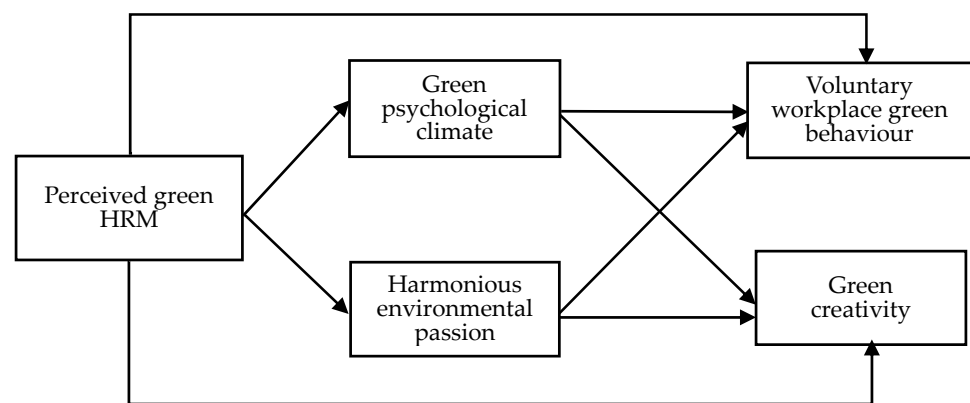 Perceived green
HRM
Green
psychological
climate
Harmonious
environmental
passion
Voluntary
workplace green
behaviour
Green
creativity